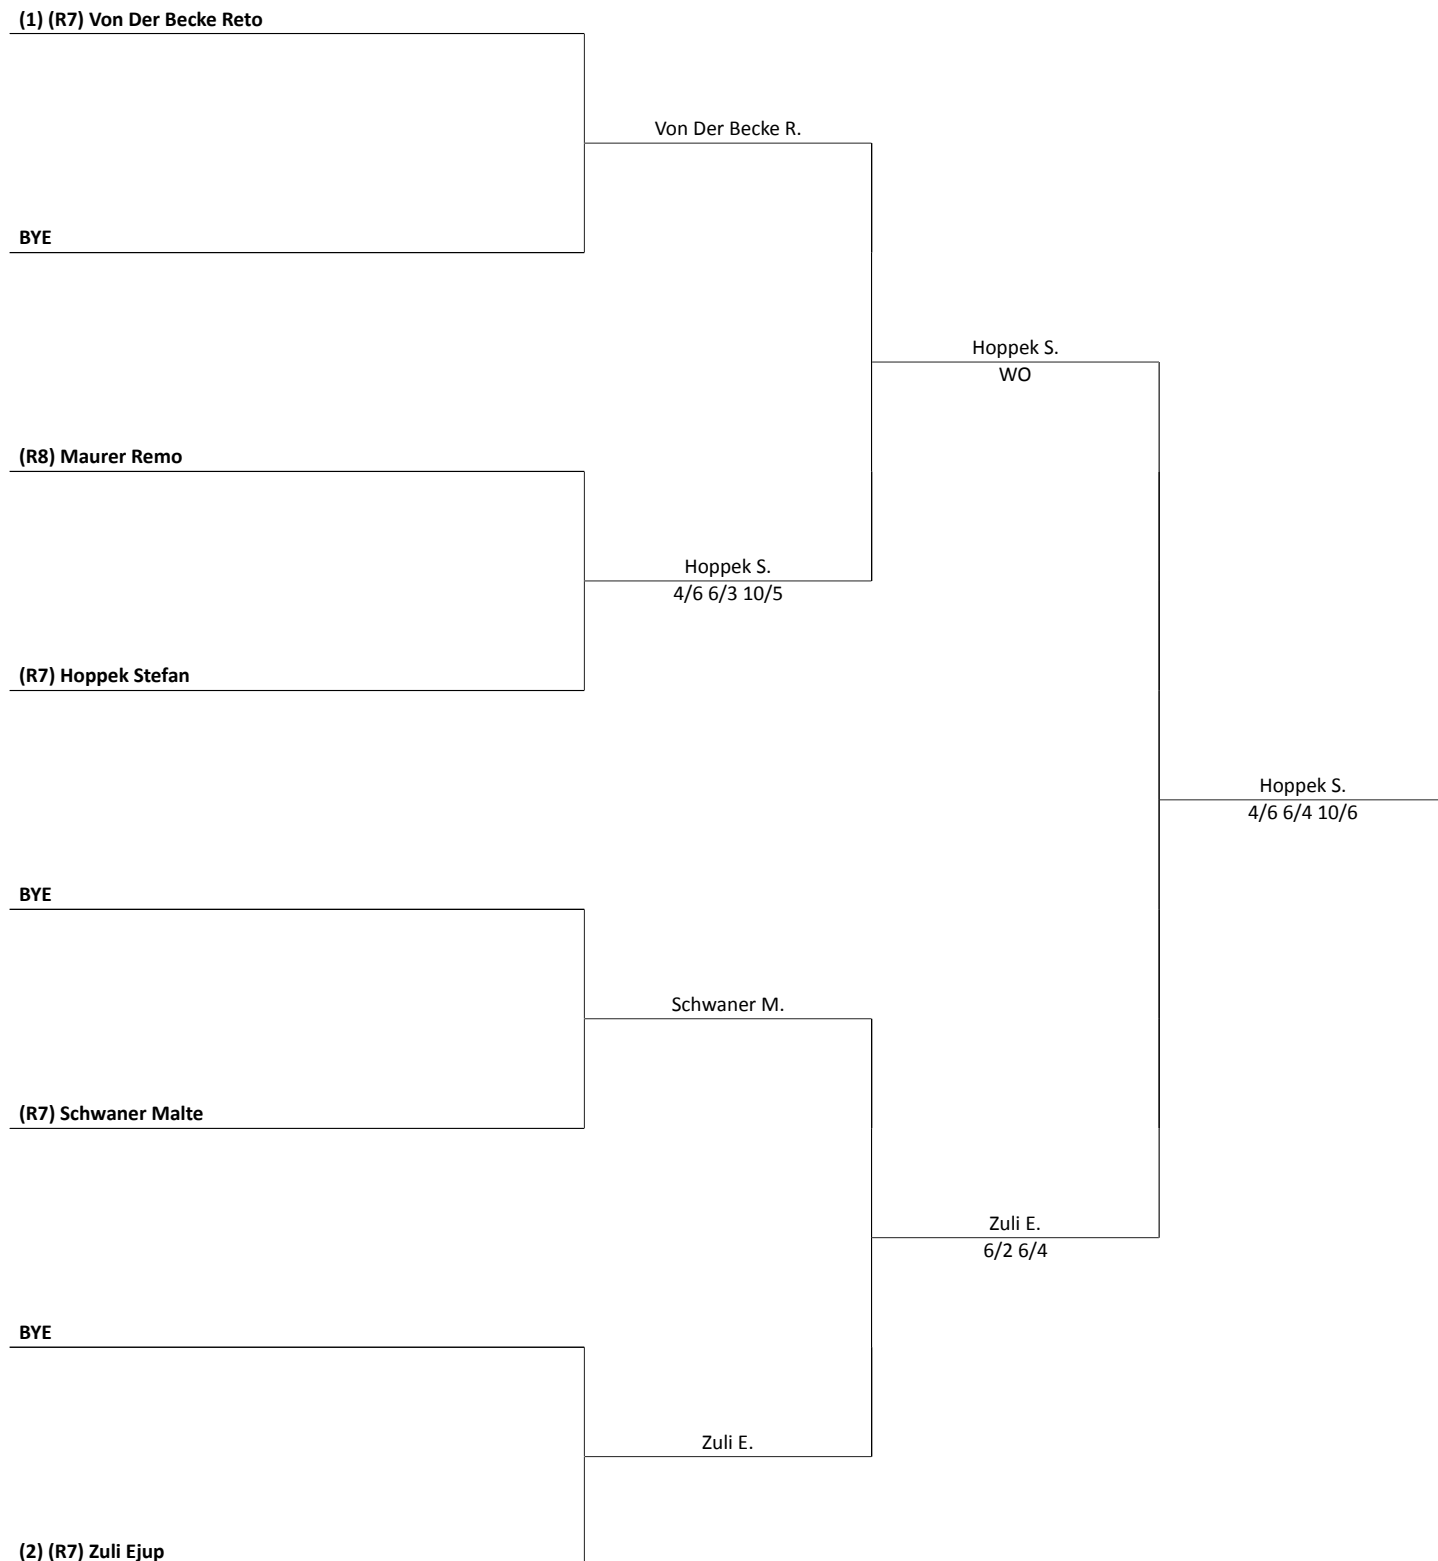 (1) (R7) Von Der Becke Reto
Von Der Becke R.
BYE
Hoppek S.
WO
(R8) Maurer Remo
Hoppek S.
4/6 6/3 10/5
(R7) Hoppek Stefan
Hoppek S.
4/6 6/4 10/6
BYE
Schwaner M.
(R7) Schwaner Malte
Zuli E.
6/2 6/4
BYE
Zuli E.
(2) (R7) Zuli Ejup